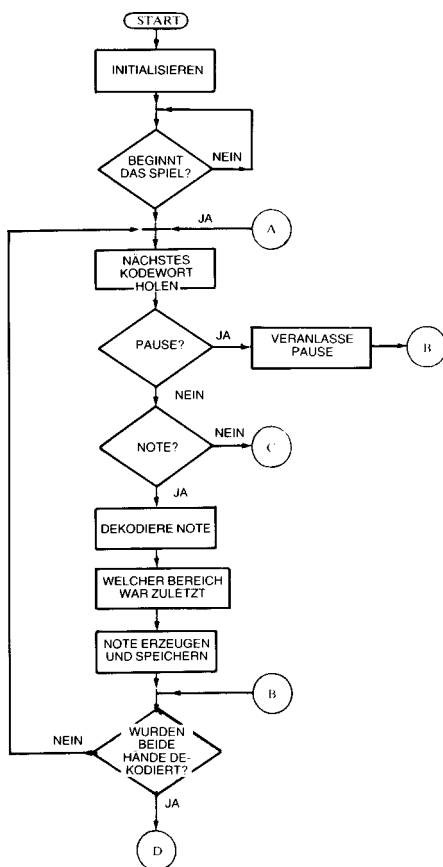 START
INITIALISIEREN
BEGINNT
DAS SPIEL?
NEIN
JA
A
NÄCHSTES
KODEWORT
HOLEN
PAUSE?
JA
VERANLASSE
PAUSE
B
NEIN
NOTE?
NEIN
C
JA
DEKODIERE NOTE
WELCHER BEREICH
WAR ZULETZT
NOTE ERZEUGEN
UND SPEICHERN
B
NEIN
WURDEN
BEIDE
HÄNDE DE-
KODIERT?
JA
D